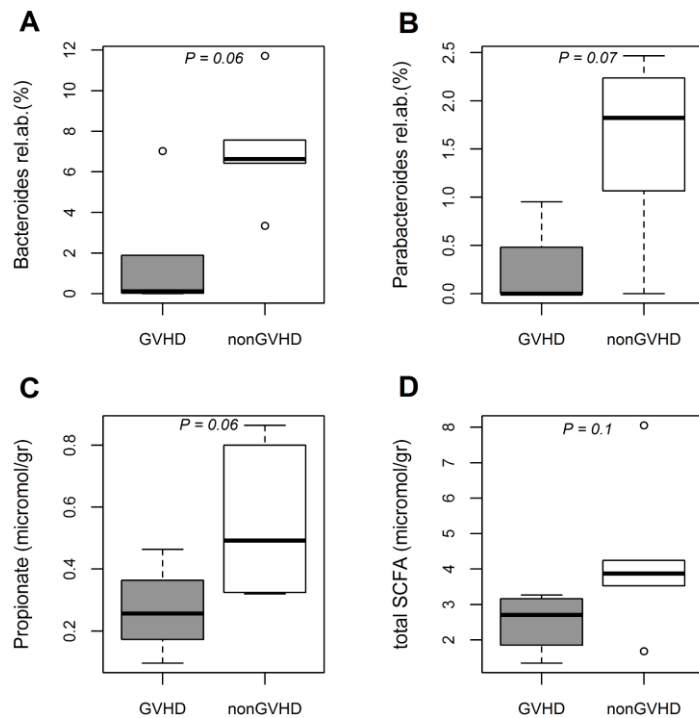 A
Bacteroides rel.ab.(%)
12
10
8
6
4
2
0
P = 0.06
GVHD
nonGVHD
B
Parabacteroides rel.ab.(%)
2.5
2.0
1.5
1.0
0.5
0.0
P = 0.07
GVHD
nonGVHD
C
Propionate (micromol/gr)
0.8
0.6
0.4
0.2
P = 0.06
GVHD
nonGVHD
D
total SCFA (micromol/gr)
8
7
6
5
4
3
2
P = 0.1
GVHD
nonGVHD